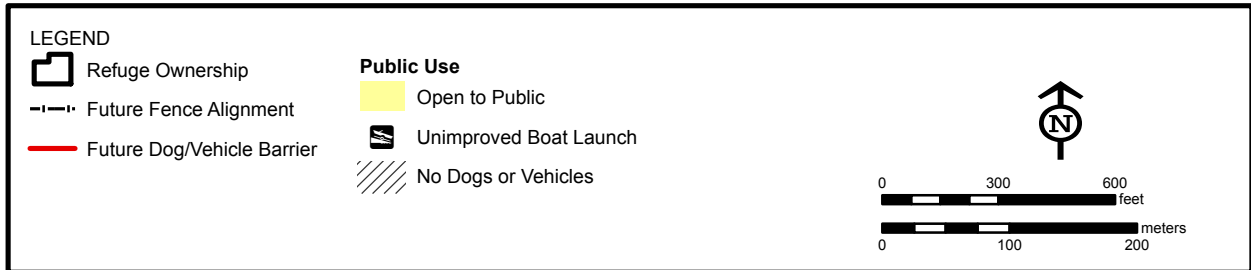 LEGEND
Refuge Ownership
Future Fence Alignment
Future Dog/Vehicle Barrier
Public Use
Open to Public
Unimproved Boat Launch
No Dogs or Vehicles
N
0 300 600
feet
meters
0 100 200